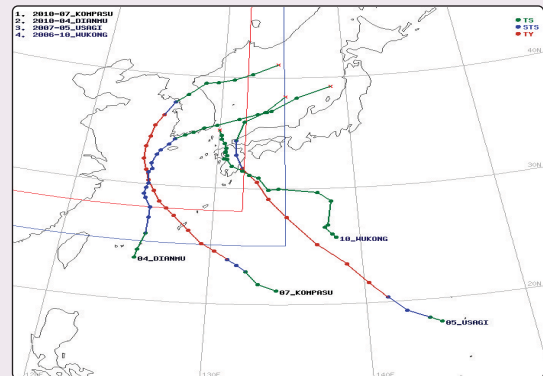 1. 2010-07_KOMPASU
2. 2010-04_DIANMU
3. 2007-05_USAGI
4. 2006-10_WUKONG
TS
STS
TY
40N
30N
10_WUKONG
04_DIANMU
20N
07_KOMPASU
05_USAGI
120E
130E
140E